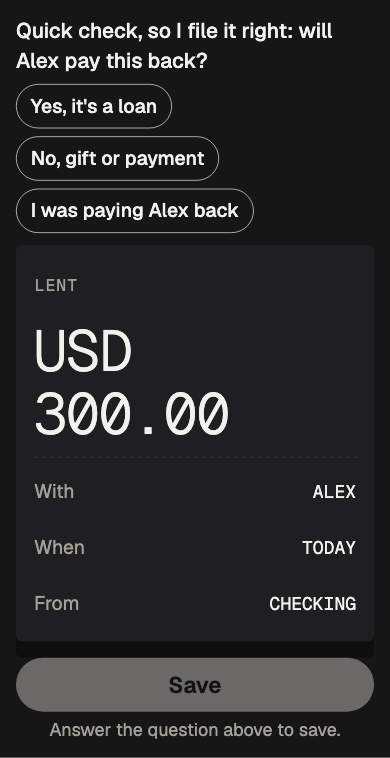 Quick check, so I file it right: will
Alex pay this back?
Yes, it's a loan
No, gift or payment
I was paying Alex back
LENT
USD
300.00
With ALEX
When TODAY
From CHECKING
Save
Answer the question above to save.